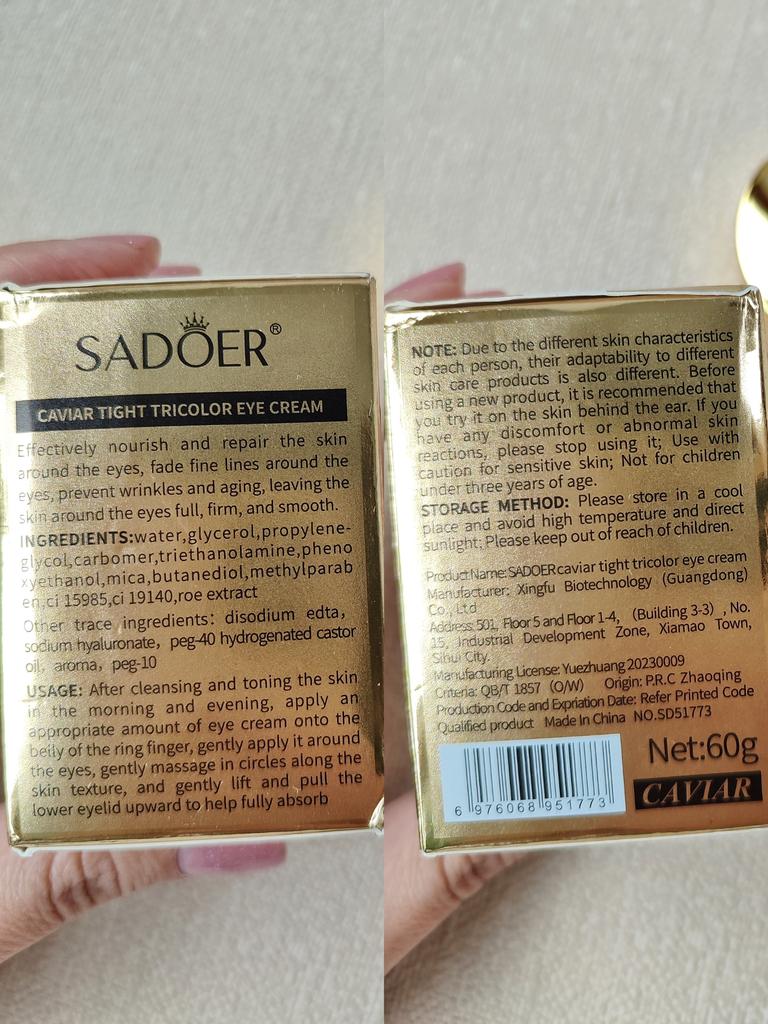 SADOER®
CAVIAR TIGHT TRICOLOR EYE CREAM
Effectively nourish and repair the skin
around the eyes, fade fine lines around the
eyes, prevent wrinkles and aging, leaving the
skin around the eyes full, firm, and smooth.
INGREDIENTS:water,glycerol,propylene-
glycol,carbomer,triethanolamine,pheno
xyethanol,mica,butanediol,methylparab
en,ci 15985,ci 19140,roe extract
Other trace ingredients: disodium edta,
sodium hyaluronate, peg-40 hydrogenated castor
oil, aroma, peg-10
USAGE: After cleansing and toning the skin
in the morning and evening, apply an
appropriate amount of eye cream onto the
belly of the ring finger, gently apply it around
the eyes, gently massage in circles along the
skin texture, and gently lift and pull the
lower eyelid upward to help fully absorb
NOTE: Due to the different skin characteristics
of each person, their adaptability to different
skin care products is also different. Before
using a new product, it is recommended that
you try it on the skin behind the ear. If you
have any discomfort or abnormal skin
reactions, please stop using it; Use with
caution for sensitive skin; Not for children
under three years of age.
STORAGE METHOD: Please store in a cool
place and avoid high temperature and direct
sunlight; Please keep out of reach of children.
Product Name: SADOER caviar tight tricolor eye cream
Manufacturer: Xingfu Biotechnology (Guangdong)
Co., Ltd
Address: 501, Floor 5 and Floor 1-4, (Building 3-3) , No.
15, Industrial Development Zone, Xiamao Town,
Sihui City.
Manufacturing License: Yuezhuang 20230009
Criteria: QB/T 1857 (O/W) Origin: P.R.C Zhaoqing
Production Code and Expriation Date: Refer Printed Code
Qualified product Made In China NO.SD51773
Net:60g
6 976068 951773
CAVIAR